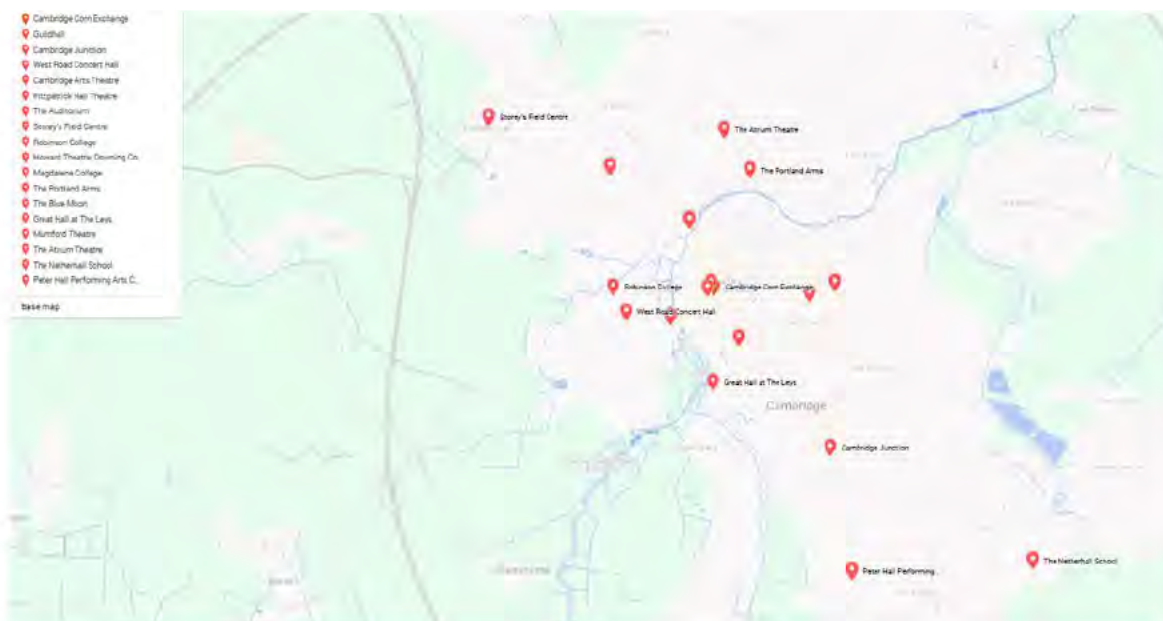 Cambridge Corn Exchange
Guildhall
Cambridge Junction
West Road Concert Hall
Cambridge Arts Theatre
Fitzpatrick Hall Theatre
The Auditorium
Storey's Field Centre
Robinson College
Howard Theatre Downing Co...
Magdalene College
The Portland Arms
The Blue Moon
Great Hall at The Leys
Mumford Theatre
The Atrium Theatre
The Netherhall School
Peter Hall Performing Arts C...
base map
Storey's Field Centre
The Atrium Theatre
The Portland Arms
Robinson College
Cambridge Corn Exchange
West Road Concert Hall
Great Hall at The Leys
Cambridge
Cambridge Junction
The Netherhall School
Peter Hall Performing...